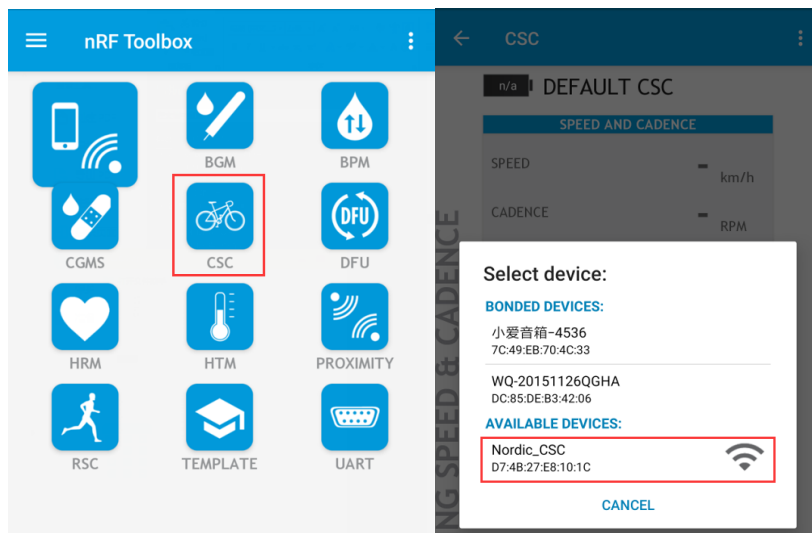 nRF Toolbox
BGM
BPM
CGMS
CSC
DFU
DFU
HRM
HTM
PROXIMITY
RSC
TEMPLATE
UART
CSC
n/a
DEFAULT CSC
SPEED AND CADENCE
SPEED
-
km/h
CADENCE
-
RPM
NG SPEED & CADENCE
Select device:
BONDED DEVICES:
小爱音箱-4536
7C:49:EB:70:4C:33
WQ-20151126QGHA
DC:85:DE:B3:42:06
AVAILABLE DEVICES:
Nordic_CSC
D7:4B:27:E8:10:1C
CANCEL